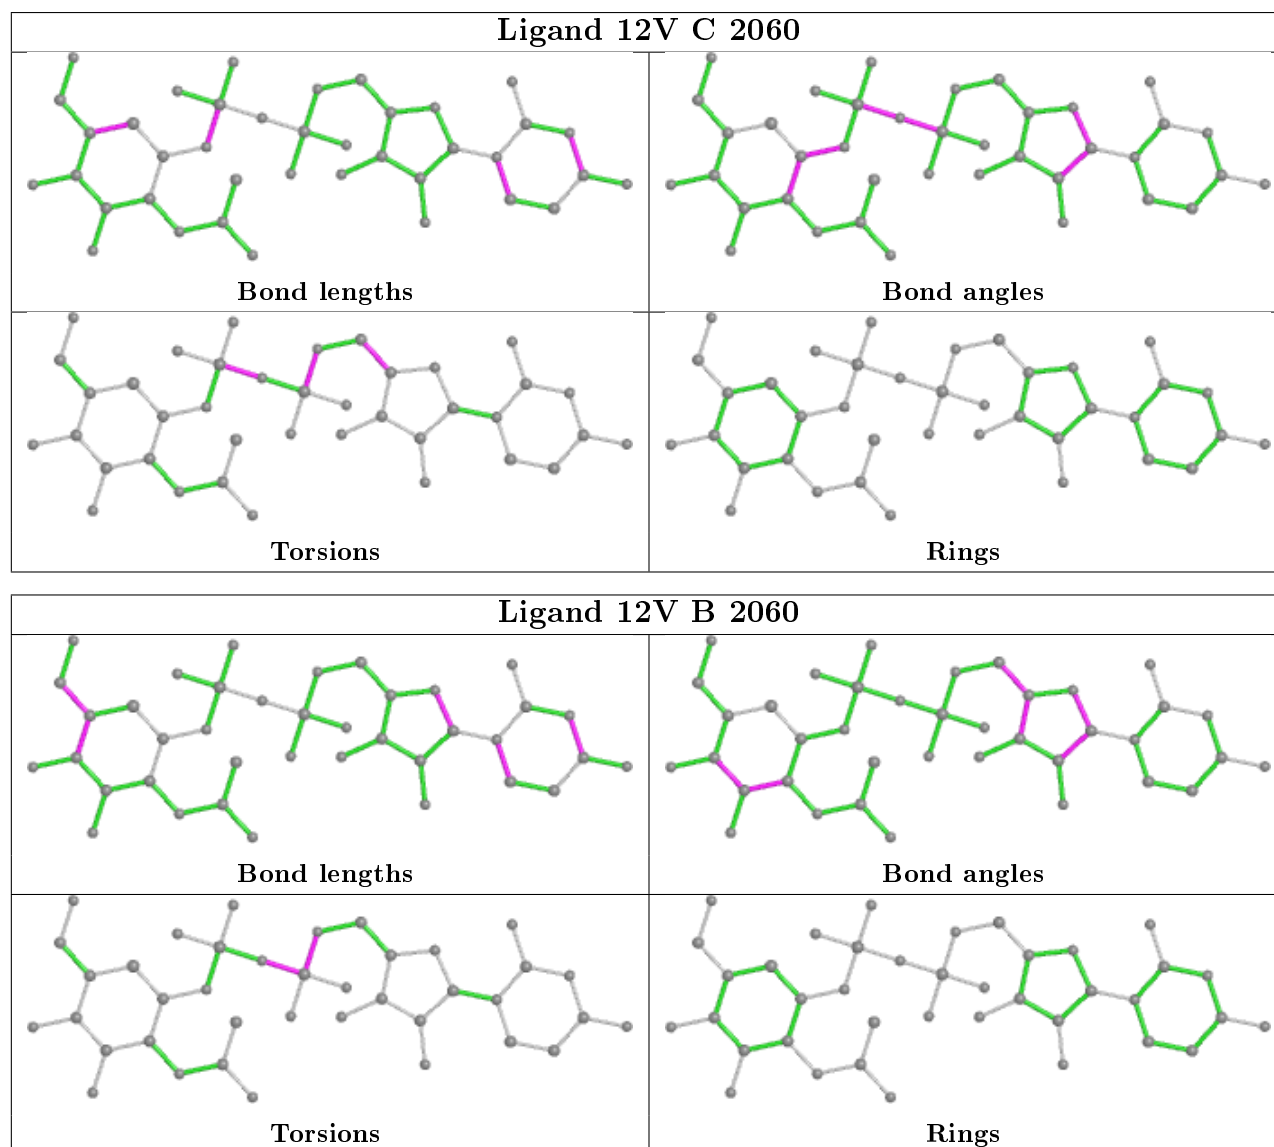 Ligand 12V C 2060
Bond lengths
Bond angles
Torsions
Rings
Ligand 12V B 2060
Bond lengths
Bond angles
Torsions
Rings